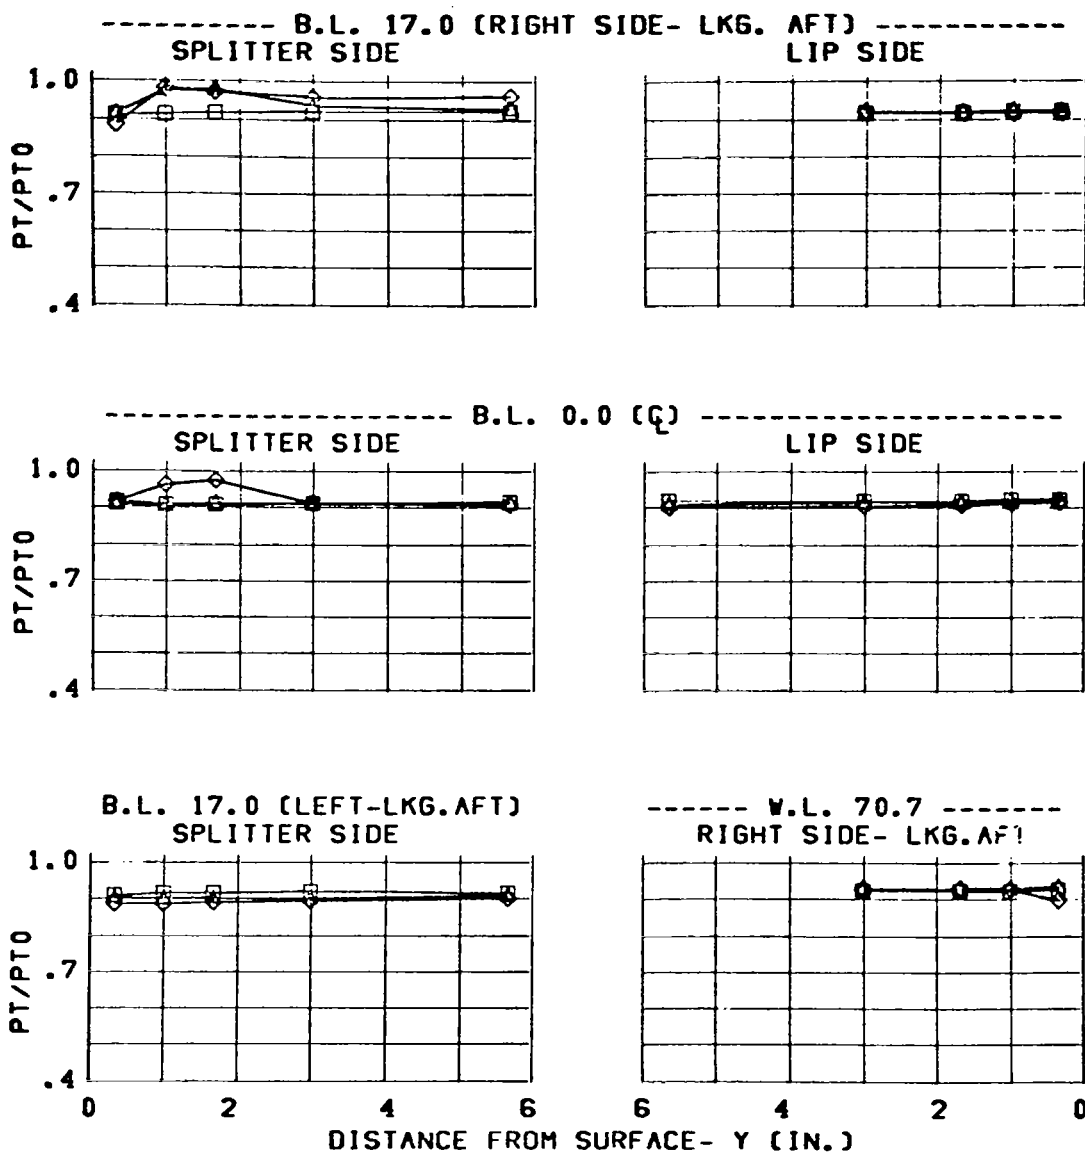 ---------- B.L. 17.0 (RIGHT SIDE- LKG. AFT) ----------
SPLITTER SIDE LIP SIDE
1.0
.7
.4
PT/PTO
-------------------- B.L. 0.0 (℄) --------------------
SPLITTER SIDE LIP SIDE
1.0
.7
.4
PT/PTO
B.L. 17.0 (LEFT-LKG.AFT) ------ W.L. 70.7 -------
SPLITTER SIDE RIGHT SIDE- LKG.AFT
1.0
.7
.4
PT/PTO
0 2 4 6 6 4 2 0
DISTANCE FROM SURFACE- Y (IN.)